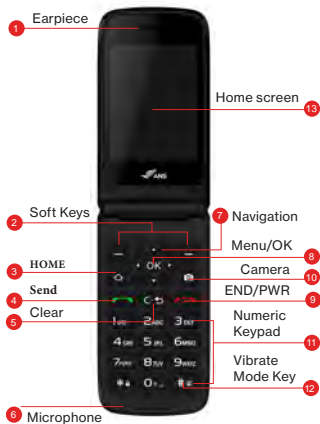 Earpiece
1
Home screen
13
ANS
Soft Keys
2
7 Navigation
Menu/OK
8
OK
HOME
3
Camera
10
Send
4
END/PWR
9
Clear
5
C
Numeric
Keypad
11
1
2ABC
3DEF
4GHI
5JKL
6MNO
7PQRS
8TUV
9WXYZ
*
0+
#
Vibrate
Mode Key
12
6
Microphone